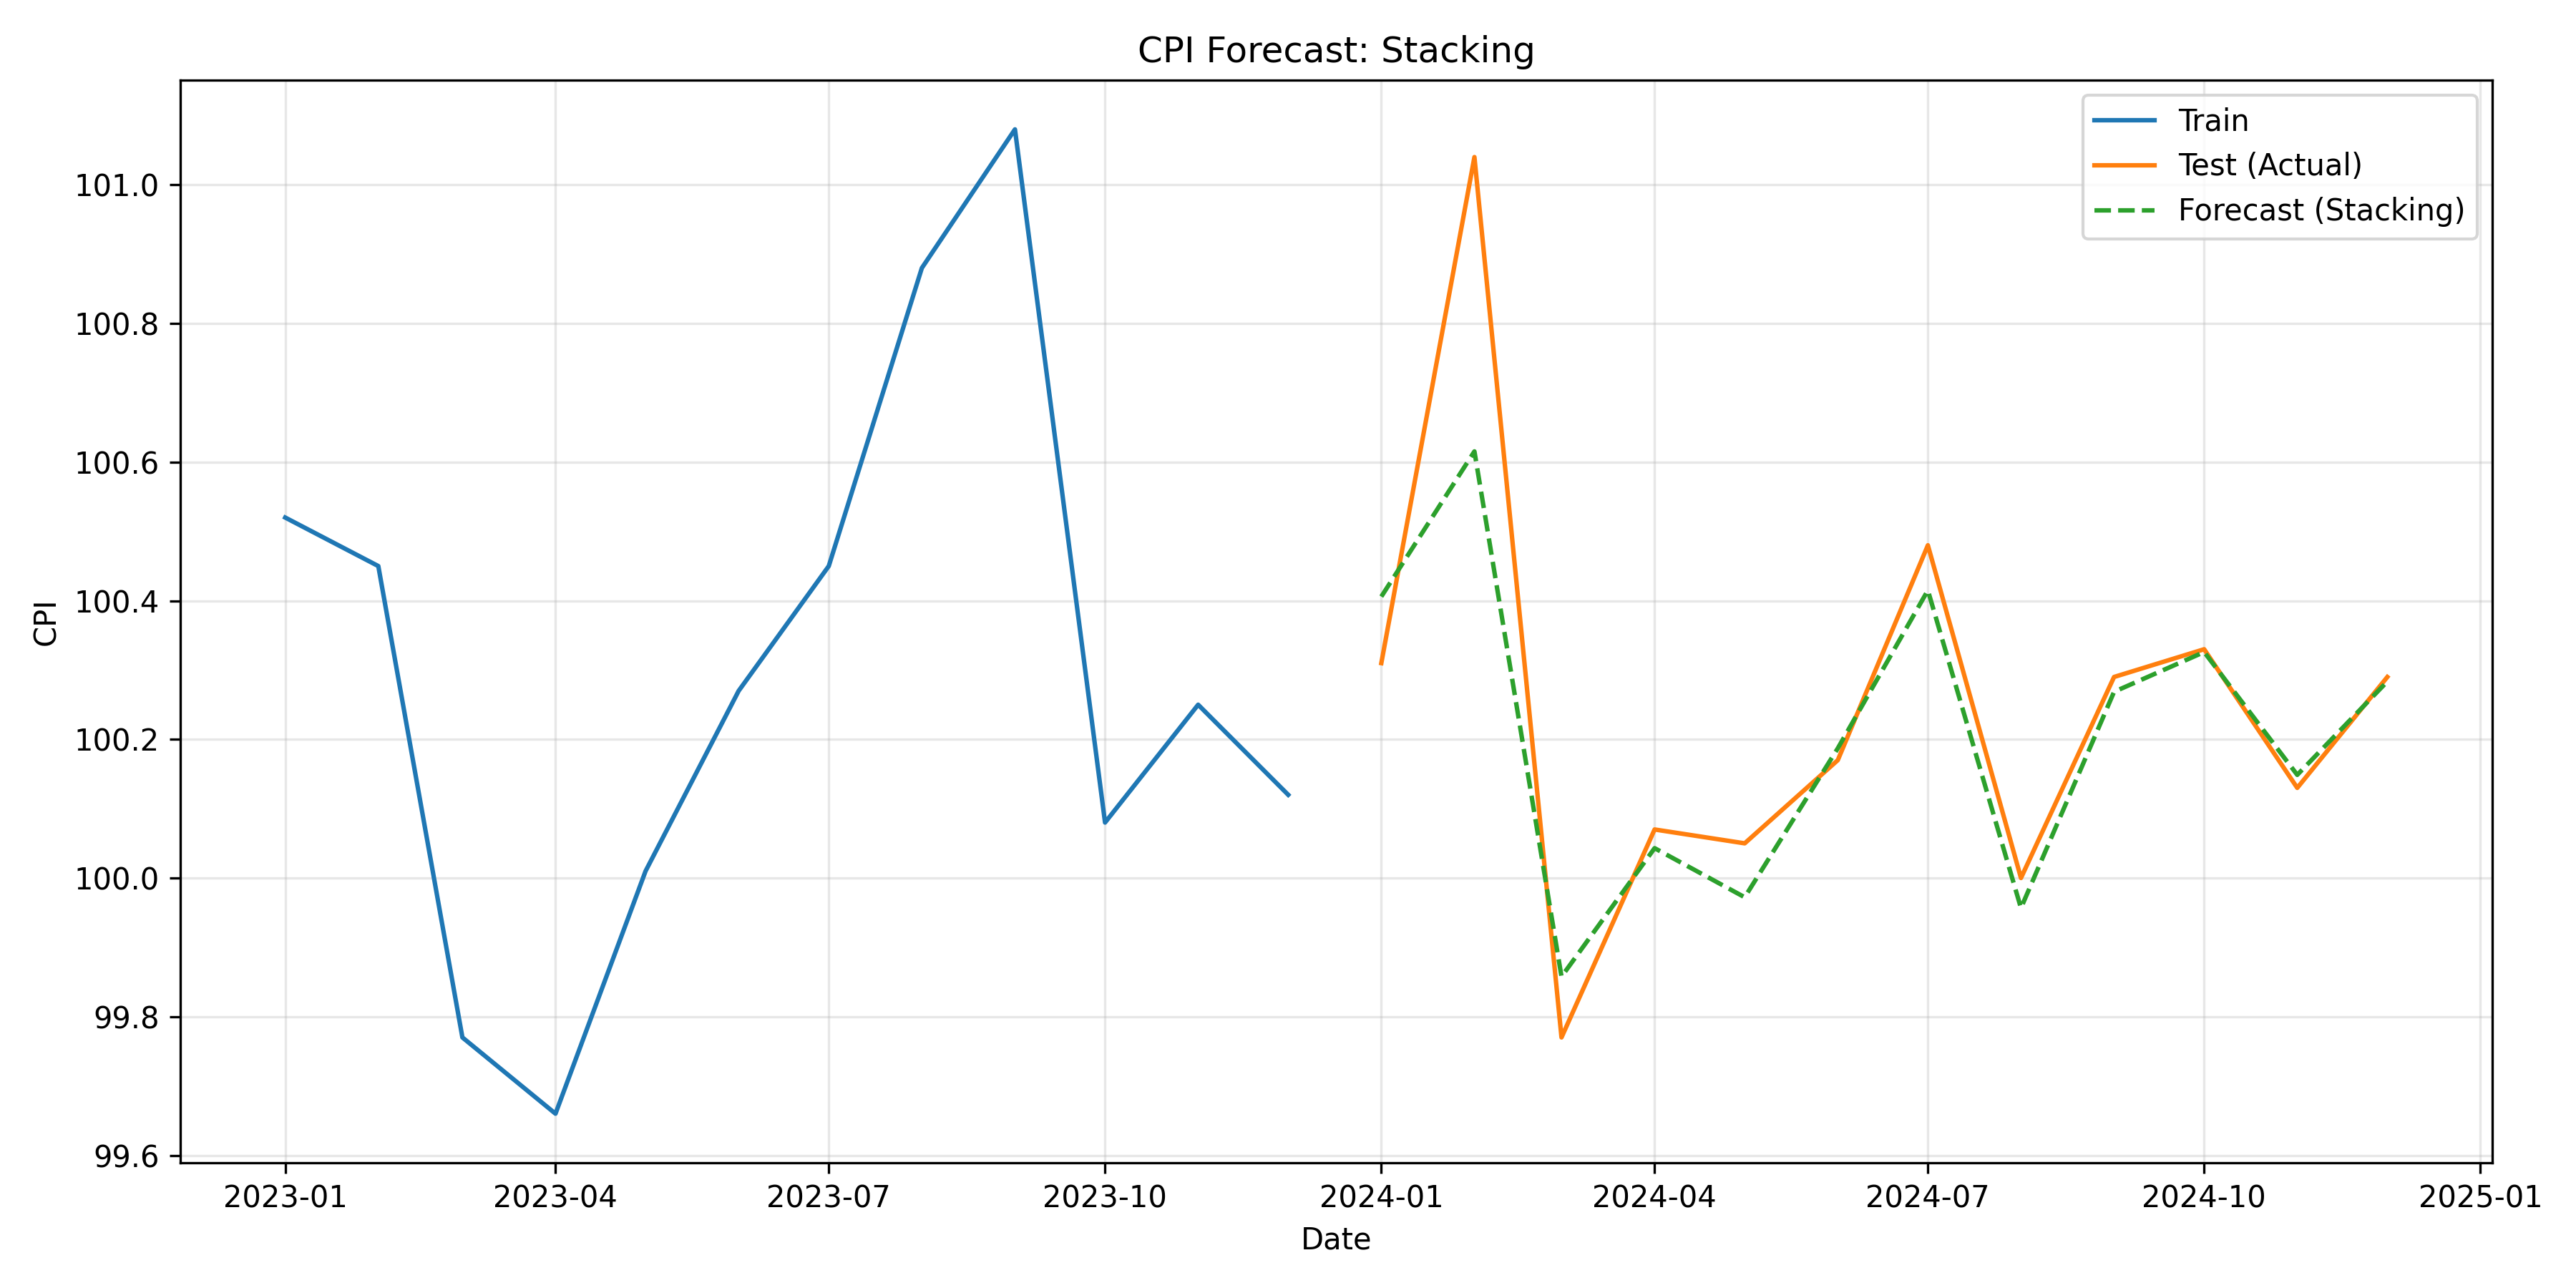 CPI Forecast: Stacking
Train
Test (Actual)
Forecast (Stacking)
101.0
100.8
100.6
100.4
100.2
100.0
99.8
99.6
CPI
2023-01 2023-04 2023-07 2023-10 2024-01 2024-04 2024-07 2024-10 2025-01
Date